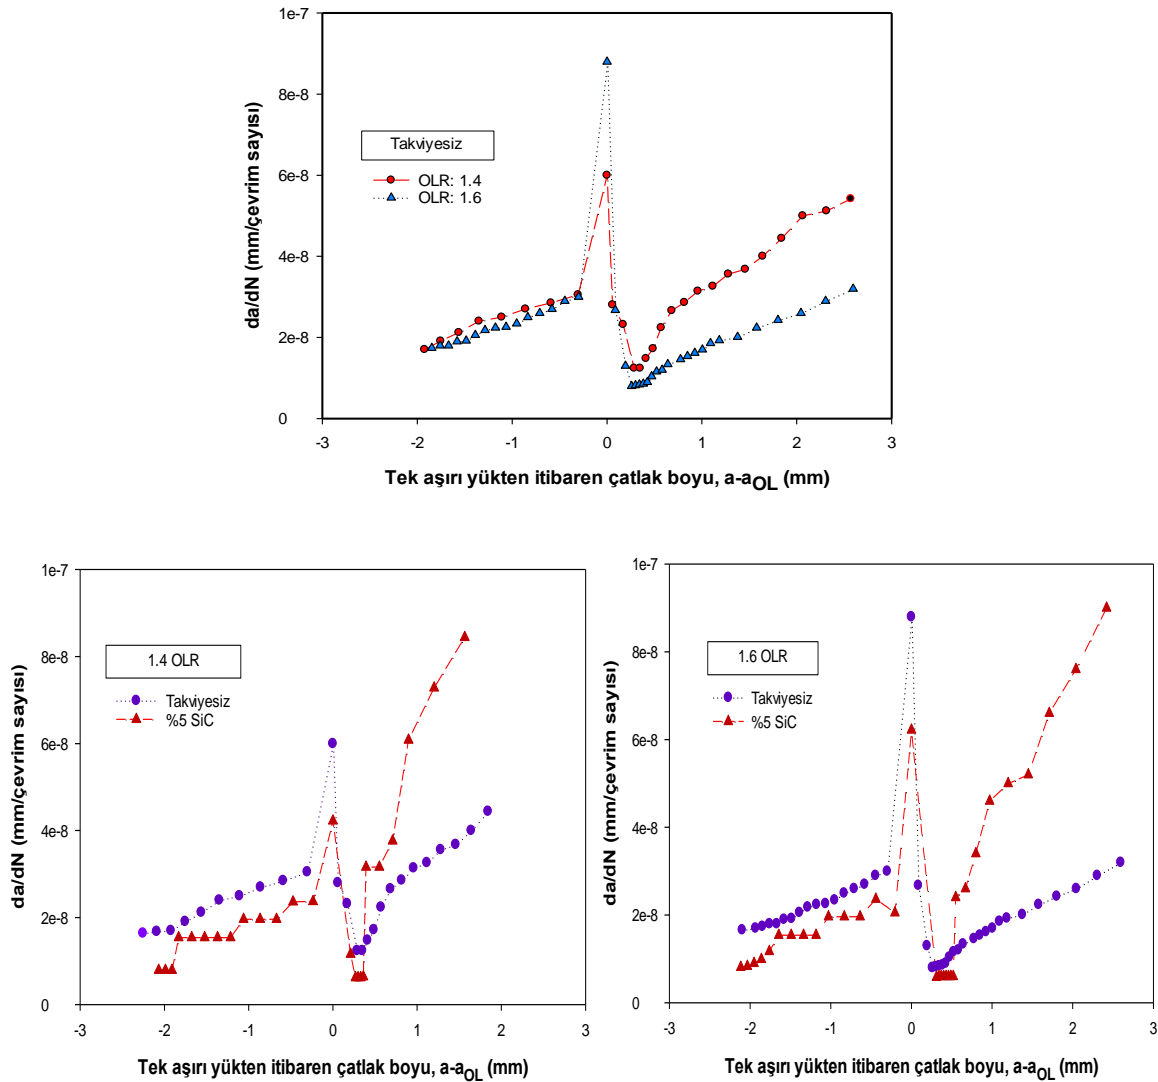 1e-7
8e-8
6e-8
4e-8
2e-8
0
da/dN (mm/çevrim sayısı)
Takviyesiz
OLR: 1.4
OLR: 1.6
-3 -2 -1 0 1 2 3
Tek aşırı yükten itibaren çatlak boyu, a-aOL (mm)
1e-7
8e-8
6e-8
4e-8
2e-8
0
da/dN (mm/çevrim sayısı)
1.4 OLR
Takviyesiz
%5 SiC
-3 -2 -1 0 1 2 3
Tek aşırı yükten itibaren çatlak boyu, a-aOL (mm)
1e-7
8e-8
6e-8
4e-8
2e-8
0
da/dN (mm/çevrim sayısı)
1.6 OLR
Takviyesiz
%5 SiC
-3 -2 -1 0 1 2 3
Tek aşırı yükten itibaren çatlak boyu, a-aOL (mm)